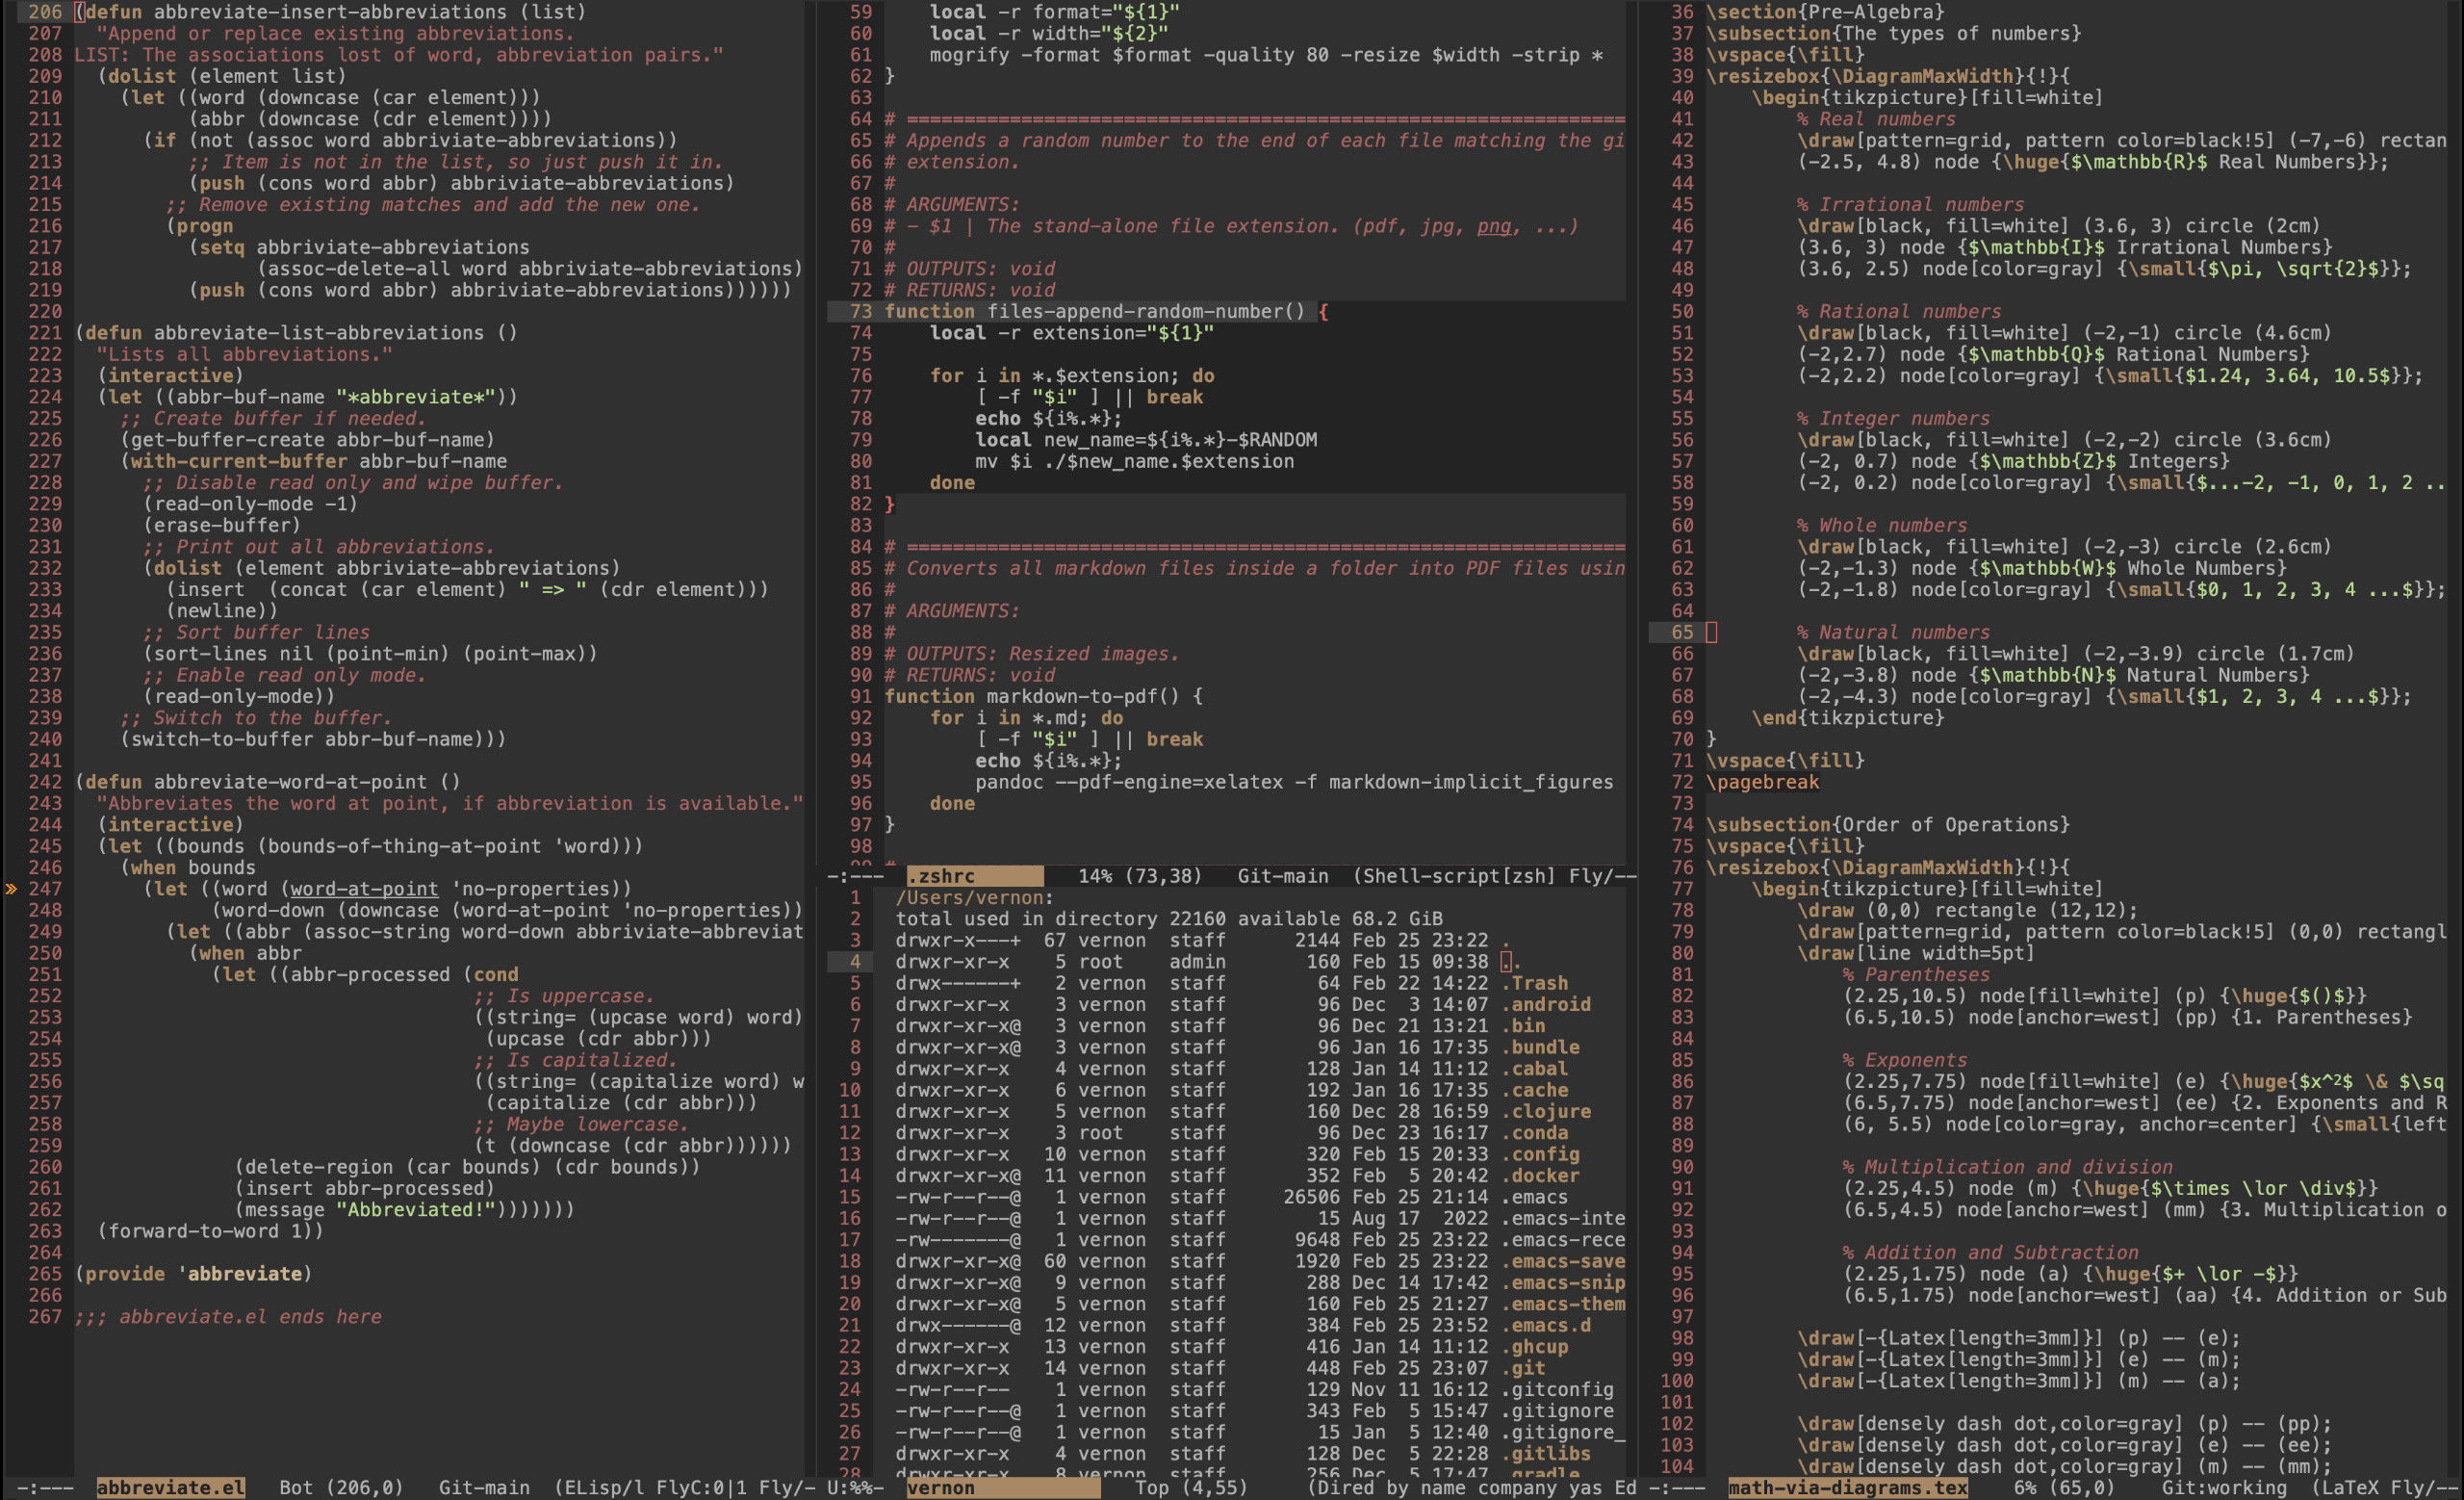 206 (defun abbreviate-insert-abbreviations (list)
207   "Append or replace existing abbreviations.
208 LIST: The associations lost of word, abbreviation pairs."
209   (dolist (element list)
210     (let ((word (downcase (car element)))
211           (abbr (downcase (cdr element))))
212       (if (not (assoc word abbriviate-abbreviations))
213           ;; Item is not in the list, so just push it in.
214           (push (cons word abbr) abbriviate-abbreviations)
215         ;; Remove existing matches and add the new one.
216         (progn
217           (setq abbriviate-abbreviations
218                 (assoc-delete-all word abbriviate-abbreviations)
219           (push (cons word abbr) abbriviate-abbreviations))))))
220
221 (defun abbreviate-list-abbreviations ()
222   "Lists all abbreviations."
223   (interactive)
224   (let ((abbr-buf-name "*abbreviate*"))
225     ;; Create buffer if needed.
226     (get-buffer-create abbr-buf-name)
227     (with-current-buffer abbr-buf-name
228       ;; Disable read only and wipe buffer.
229       (read-only-mode -1)
230       (erase-buffer)
231       ;; Print out all abbreviations.
232       (dolist (element abbriviate-abbreviations)
233         (insert  (concat (car element) " => " (cdr element)))
234         (newline))
235       ;; Sort buffer lines
236       (sort-lines nil (point-min) (point-max))
237       ;; Enable read only mode.
238       (read-only-mode))
239     ;; Switch to the buffer.
240     (switch-to-buffer abbr-buf-name)))
241
242 (defun abbreviate-word-at-point ()
243   "Abbreviates the word at point, if abbreviation is available."
244   (interactive)
245   (let ((bounds (bounds-of-thing-at-point 'word)))
246     (when bounds
» 247       (let ((word (word-at-point 'no-properties))
248             (word-down (downcase (word-at-point 'no-properties))
249         (let ((abbr (assoc-string word-down abbriviate-abbreviat
250           (when abbr
251             (let ((abbr-processed (cond
252                                    ;; Is uppercase.
253                                    ((string= (upcase word) word)
254                                     (upcase (cdr abbr)))
255                                    ;; Is capitalized.
256                                    ((string= (capitalize word) w
257                                     (capitalize (cdr abbr)))
258                                    ;; Maybe lowercase.
259                                    (t (downcase (cdr abbr))))))
260               (delete-region (car bounds) (cdr bounds))
261               (insert abbr-processed)
262               (message "Abbreviated!")))))))
263   (forward-to-word 1))
264
265 (provide 'abbreviate)
266
267 ;;; abbreviate.el ends here
-:---  abbreviate.el   Bot (206,0)   Git-main  (ELisp/l FlyC:0|1 Fly/-
59     local -r format="${1}"
60     local -r width="${2}"
61     mogrify -format $format -quality 80 -resize $width -strip *
62 }
63
64 # ===============================================================
65 # Appends a random number to the end of each file matching the gi
66 # extension.
67 #
68 # ARGUMENTS:
69 # - $1 | The stand-alone file extension. (pdf, jpg, png, ...)
70 #
71 # OUTPUTS: void
72 # RETURNS: void
73 function files-append-random-number() {
74     local -r extension="${1}"
75
76     for i in *.$extension; do
77         [ -f "$i" ] || break
78         echo ${i%.*};
79         local new_name=${i%.*}-$RANDOM
80         mv $i ./$new_name.$extension
81     done
82 }
83
84 # ===============================================================
85 # Converts all markdown files inside a folder into PDF files usin
86 #
87 # ARGUMENTS:
88 #
89 # OUTPUTS: Resized images.
90 # RETURNS: void
91 function markdown-to-pdf() {
92     for i in *.md; do
93         [ -f "$i" ] || break
94         echo ${i%.*};
95         pandoc --pdf-engine=xelatex -f markdown-implicit_figures
96     done
97 }
98
-:---  .zshrc         14% (73,38)   Git-main  (Shell-script[zsh] Fly/--
1  /Users/vernon:
2  total used in directory 22160 available 68.2 GiB
3  drwxr-x---+  67 vernon  staff     2144 Feb 25 23:22 .
4  drwxr-xr-x    5 root    admin      160 Feb 15 09:38 ..
5  drwx------+   2 vernon  staff       64 Feb 22 14:22 .Trash
6  drwxr-xr-x    3 vernon  staff       96 Dec  3 14:07 .android
7  drwxr-xr-x@   3 vernon  staff       96 Dec 21 13:21 .bin
8  drwxr-xr-x@   3 vernon  staff       96 Jan 16 17:35 .bundle
9  drwxr-xr-x    4 vernon  staff      128 Jan 14 11:12 .cabal
10  drwxr-xr-x    6 vernon  staff      192 Jan 16 17:35 .cache
11  drwxr-xr-x    5 vernon  staff      160 Dec 28 16:59 .clojure
12  drwxr-xr-x    3 root    staff       96 Dec 23 16:17 .conda
13  drwxr-xr-x   10 vernon  staff      320 Feb 15 20:33 .config
14  drwxr-xr-x@  11 vernon  staff      352 Feb  5 20:42 .docker
15  -rw-r--r--@   1 vernon  staff    26506 Feb 25 21:14 .emacs
16  -rw-r--r--@   1 vernon  staff       15 Aug 17  2022 .emacs-inte
17  -rw-------@   1 vernon  staff     9648 Feb 25 23:22 .emacs-rece
18  drwxr-xr-x@  60 vernon  staff     1920 Feb 25 23:22 .emacs-save
19  drwxr-xr-x@   9 vernon  staff      288 Dec 14 17:42 .emacs-snip
20  drwxr-xr-x@   5 vernon  staff      160 Feb 25 21:27 .emacs-them
21  drwx------@  12 vernon  staff      384 Feb 25 23:52 .emacs.d
22  drwxr-xr-x   13 vernon  staff      416 Jan 14 11:12 .ghcup
23  drwxr-xr-x   14 vernon  staff      448 Feb 25 23:07 .git
24  -rw-r--r--    1 vernon  staff      129 Nov 11 16:12 .gitconfig
25  -rw-r--r--@   1 vernon  staff      343 Feb  5 15:47 .gitignore
26  -rw-r--r--@   1 vernon  staff       15 Jan  5 12:40 .gitignore_
27  drwxr-xr-x    4 vernon  staff      128 Dec  5 22:28 .gitlibs
28  drwxr-xr-x    8 vernon  staff      256 Dec  5 17:47 .gradle
U:%%-  vernon         Top (4,55)     (Dired by name company yas Ed
36 \section{Pre-Algebra}
37 \subsection{The types of numbers}
38 \vspace{\fill}
39 \resizebox{\DiagramMaxWidth}{!}{
40     \begin{tikzpicture}[fill=white]
41         % Real numbers
42         \draw[pattern=grid, pattern color=black!5] (-7,-6) rectan
43         (-2.5, 4.8) node {\huge{$\mathbb{R}$ Real Numbers}};
44
45         % Irrational numbers
46         \draw[black, fill=white] (3.6, 3) circle (2cm)
47         (3.6, 3) node {$\mathbb{I}$ Irrational Numbers}
48         (3.6, 2.5) node[color=gray] {\small{$\pi, \sqrt{2}$}};
49
50         % Rational numbers
51         \draw[black, fill=white] (-2,-1) circle (4.6cm)
52         (-2,2.7) node {$\mathbb{Q}$ Rational Numbers}
53         (-2,2.2) node[color=gray] {\small{$1.24, 3.64, 10.5$}};
54
55         % Integer numbers
56         \draw[black, fill=white] (-2,-2) circle (3.6cm)
57         (-2, 0.7) node {$\mathbb{Z}$ Integers}
58         (-2, 0.2) node[color=gray] {\small{$...-2, -1, 0, 1, 2 ..
59
60         % Whole numbers
61         \draw[black, fill=white] (-2,-3) circle (2.6cm)
62         (-2,-1.3) node {$\mathbb{W}$ Whole Numbers}
63         (-2,-1.8) node[color=gray] {\small{$0, 1, 2, 3, 4 ...$}};
64
65         % Natural numbers
66         \draw[black, fill=white] (-2,-3.9) circle (1.7cm)
67         (-2,-3.8) node {$\mathbb{N}$ Natural Numbers}
68         (-2,-4.3) node[color=gray] {\small{$1, 2, 3, 4 ...$}};
69     \end{tikzpicture}
70 }
71 \vspace{\fill}
72 \pagebreak
73
74 \subsection{Order of Operations}
75 \vspace{\fill}
76 \resizebox{\DiagramMaxWidth}{!}{
77     \begin{tikzpicture}[fill=white]
78         \draw (0,0) rectangle (12,12);
79         \draw[pattern=grid, pattern color=black!5] (0,0) rectangl
80         \draw[line width=5pt]
81             % Parentheses
82             (2.25,10.5) node[fill=white] (p) {\huge{$()$}}
83             (6.5,10.5) node[anchor=west] (pp) {1. Parentheses}
84
85             % Exponents
86             (2.25,7.75) node[fill=white] (e) {\huge{$x^2$ \& $\sq
87             (6.5,7.75) node[anchor=west] (ee) {2. Exponents and R
88             (6, 5.5) node[color=gray, anchor=center] {\small{left
89
90             % Multiplication and division
91             (2.25,4.5) node (m) {\huge{$\times \lor \div$}}
92             (6.5,4.5) node[anchor=west] (mm) {3. Multiplication o
93
94             % Addition and Subtraction
95             (2.25,1.75) node (a) {\huge{$+ \lor -$}}
96             (6.5,1.75) node[anchor=west] (aa) {4. Addition or Sub
97
98         \draw[-{Latex[length=3mm]}] (p) -- (e);
99         \draw[-{Latex[length=3mm]}] (e) -- (m);
100         \draw[-{Latex[length=3mm]}] (m) -- (a);
101
102         \draw[densely dash dot,color=gray] (p) -- (pp);
103         \draw[densely dash dot,color=gray] (e) -- (ee);
104         \draw[densely dash dot,color=gray] (m) -- (mm);
-:---  math-via-diagrams.tex    6% (65,0)    Git:working  (LaTeX Fly/--